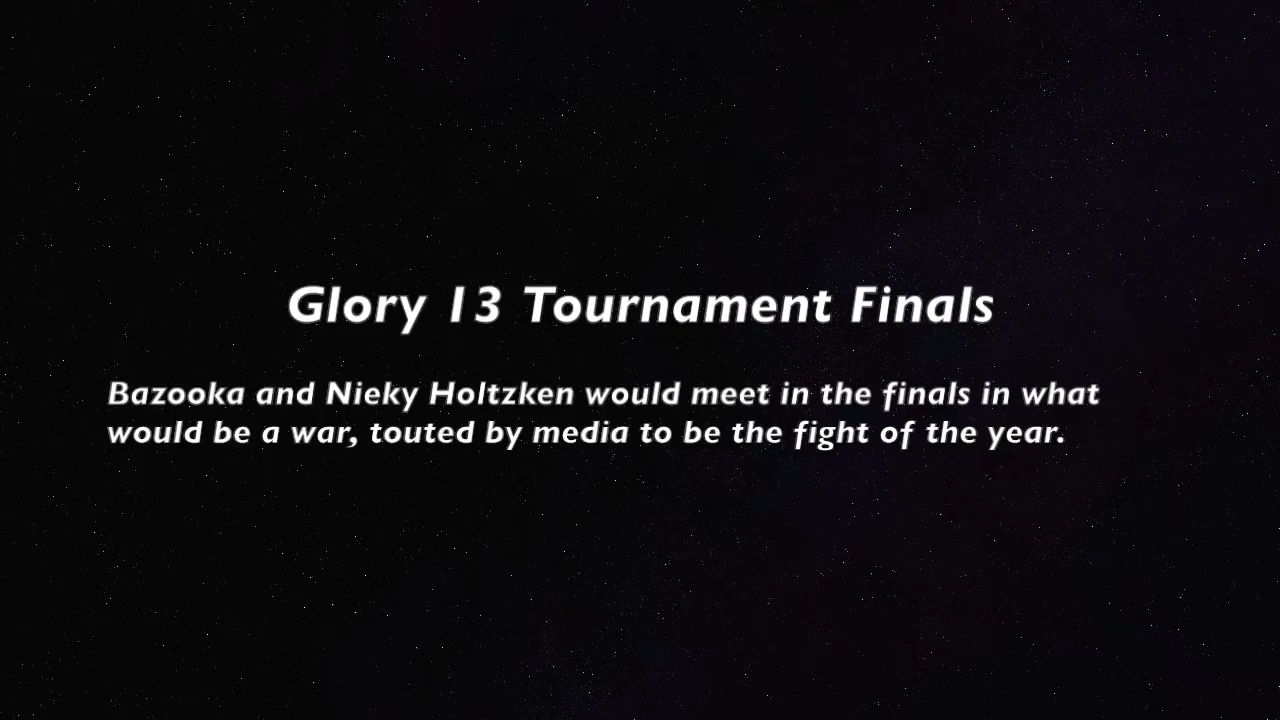 Glory 13 Tournament Finals
Bazooka and Nieky Holtzken would meet in the finals in what
would be a war, touted by media to be the fight of the year.